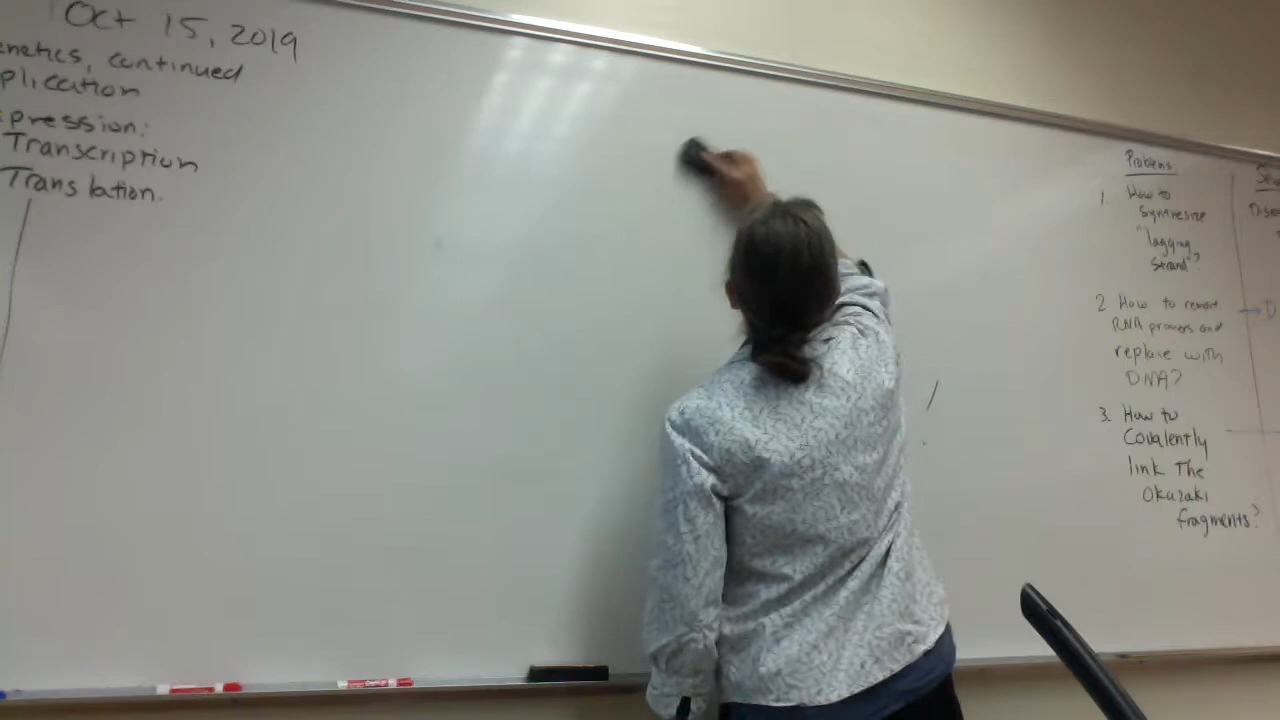 Oct 15, 2019
enetics, continued
plication
pression:
Transcription
Translation.
Problems:
1. How to
synthesize
"lagging
strand"?
2. How to remove
RNA primers and
replace with
DNA?
3. How to
Covalently
link The
Okazaki
fragments?